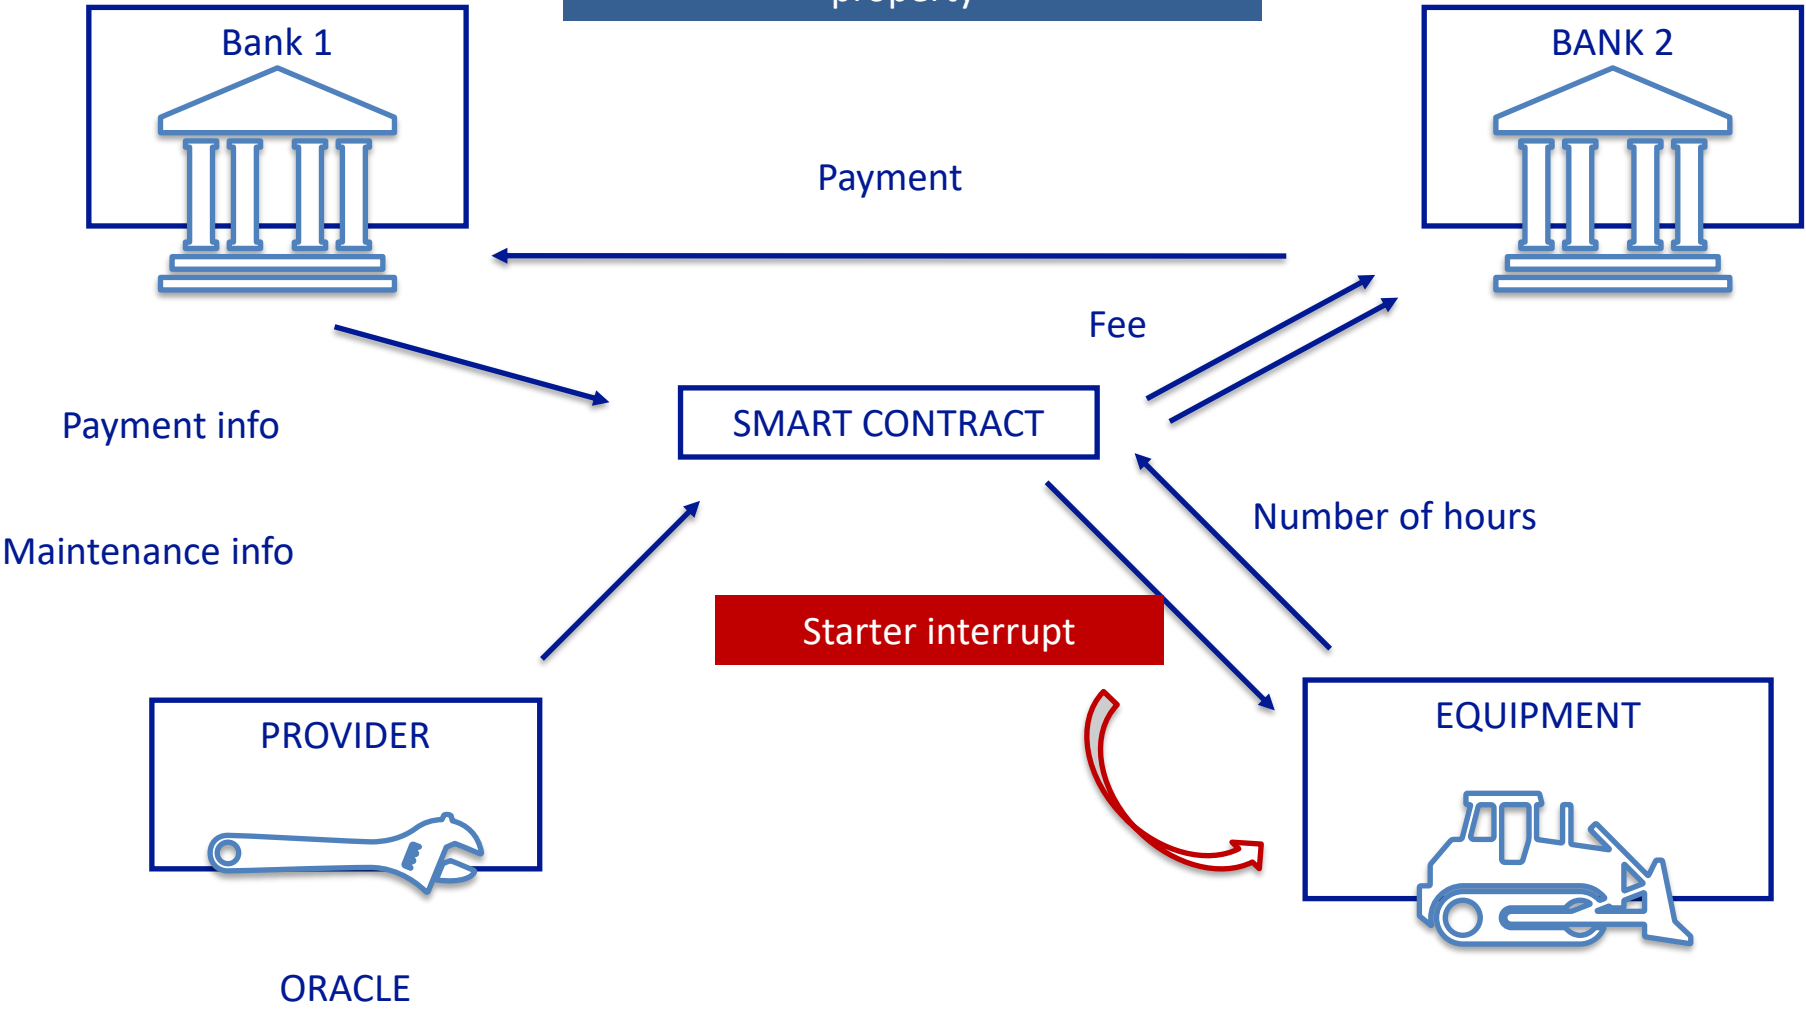 property
Bank 1
BANK 2
Payment
Fee
Payment info
SMART CONTRACT
Number of hours
Maintenance info
Starter interrupt
PROVIDER
EQUIPMENT
ORACLE